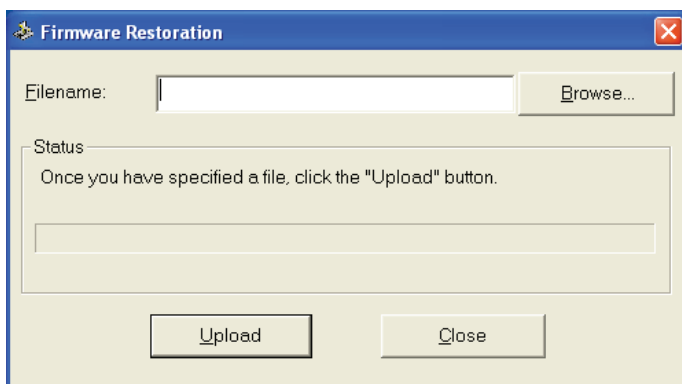 Firmware Restoration
Filename:
Browse...
Status
Once you have specified a file, click the "Upload" button.
Upload
Close